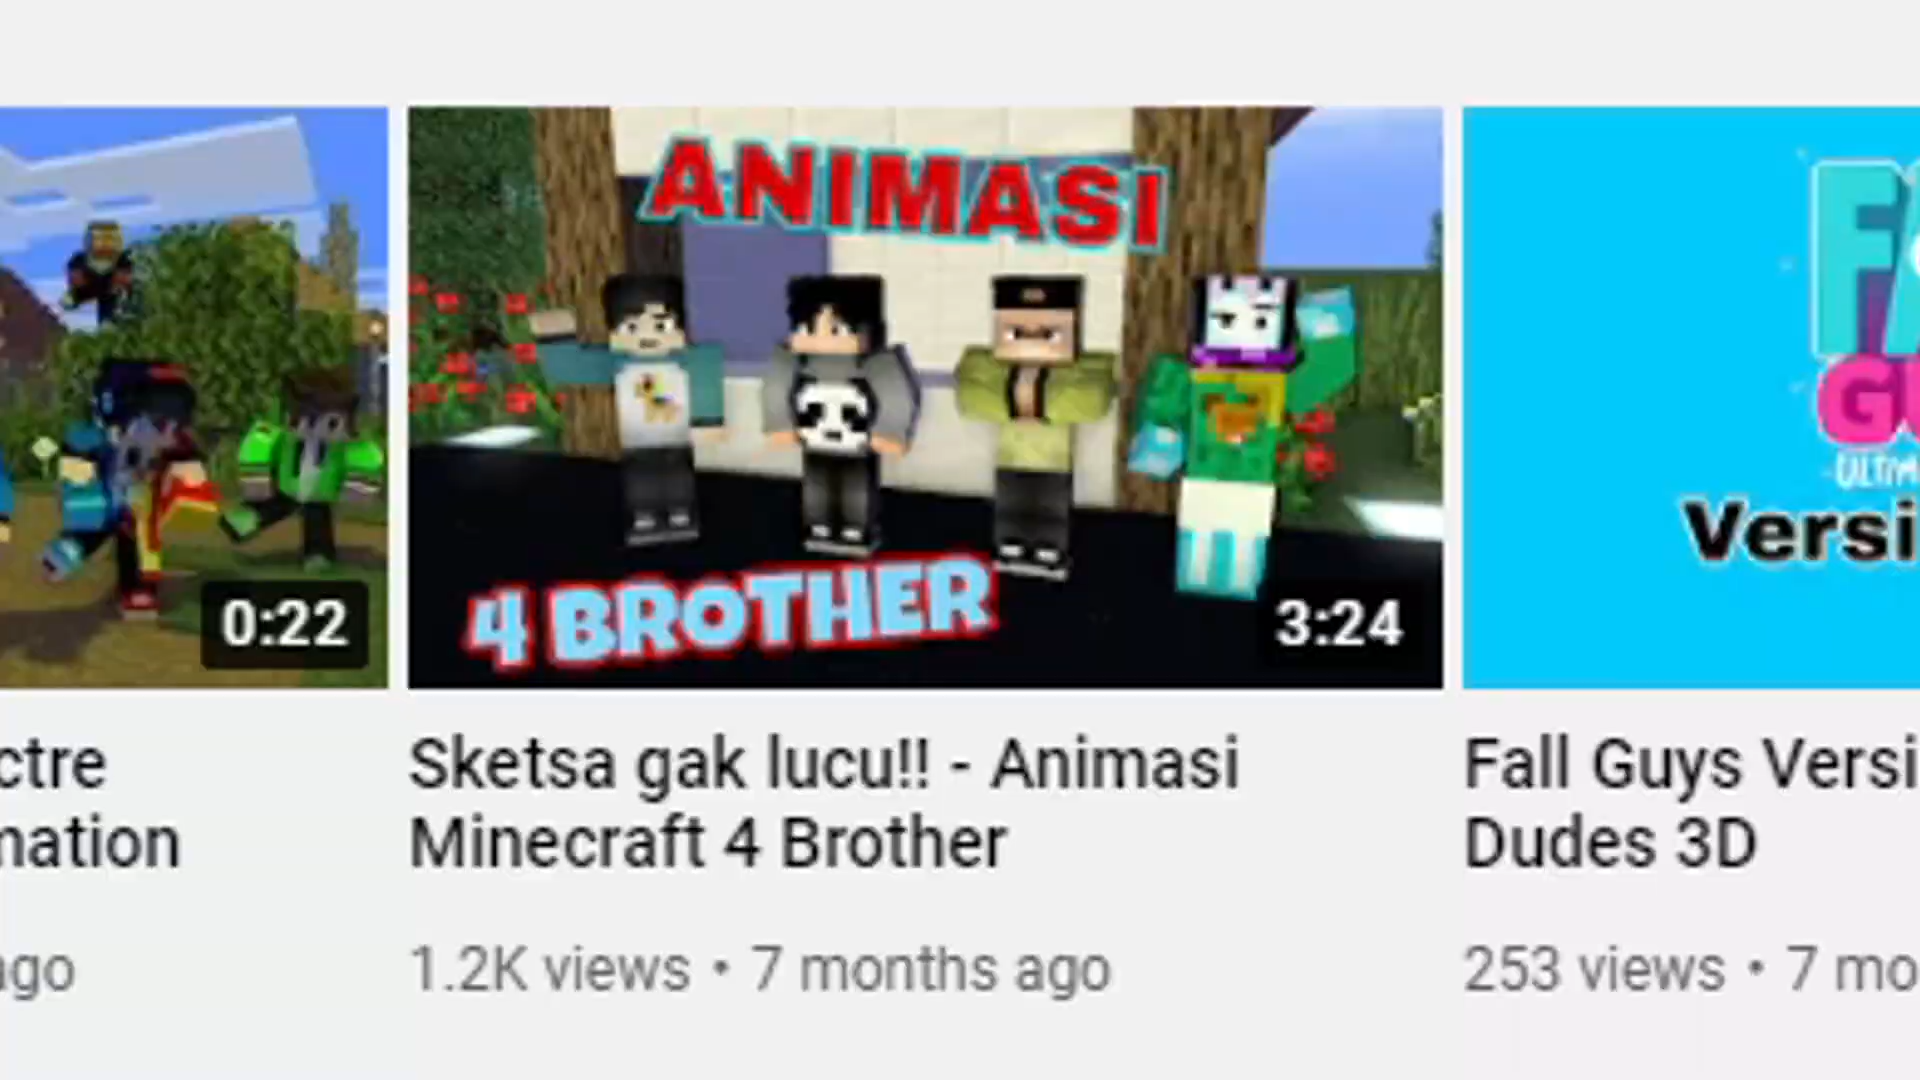 ANIMASI
4 BROTHER
0:22
3:24
Versi
ctre
mation
ago
Sketsa gak lucu!! - Animasi
Minecraft 4 Brother
1.2K views • 7 months ago
Fall Guys Versi
Dudes 3D
253 views • 7 mo